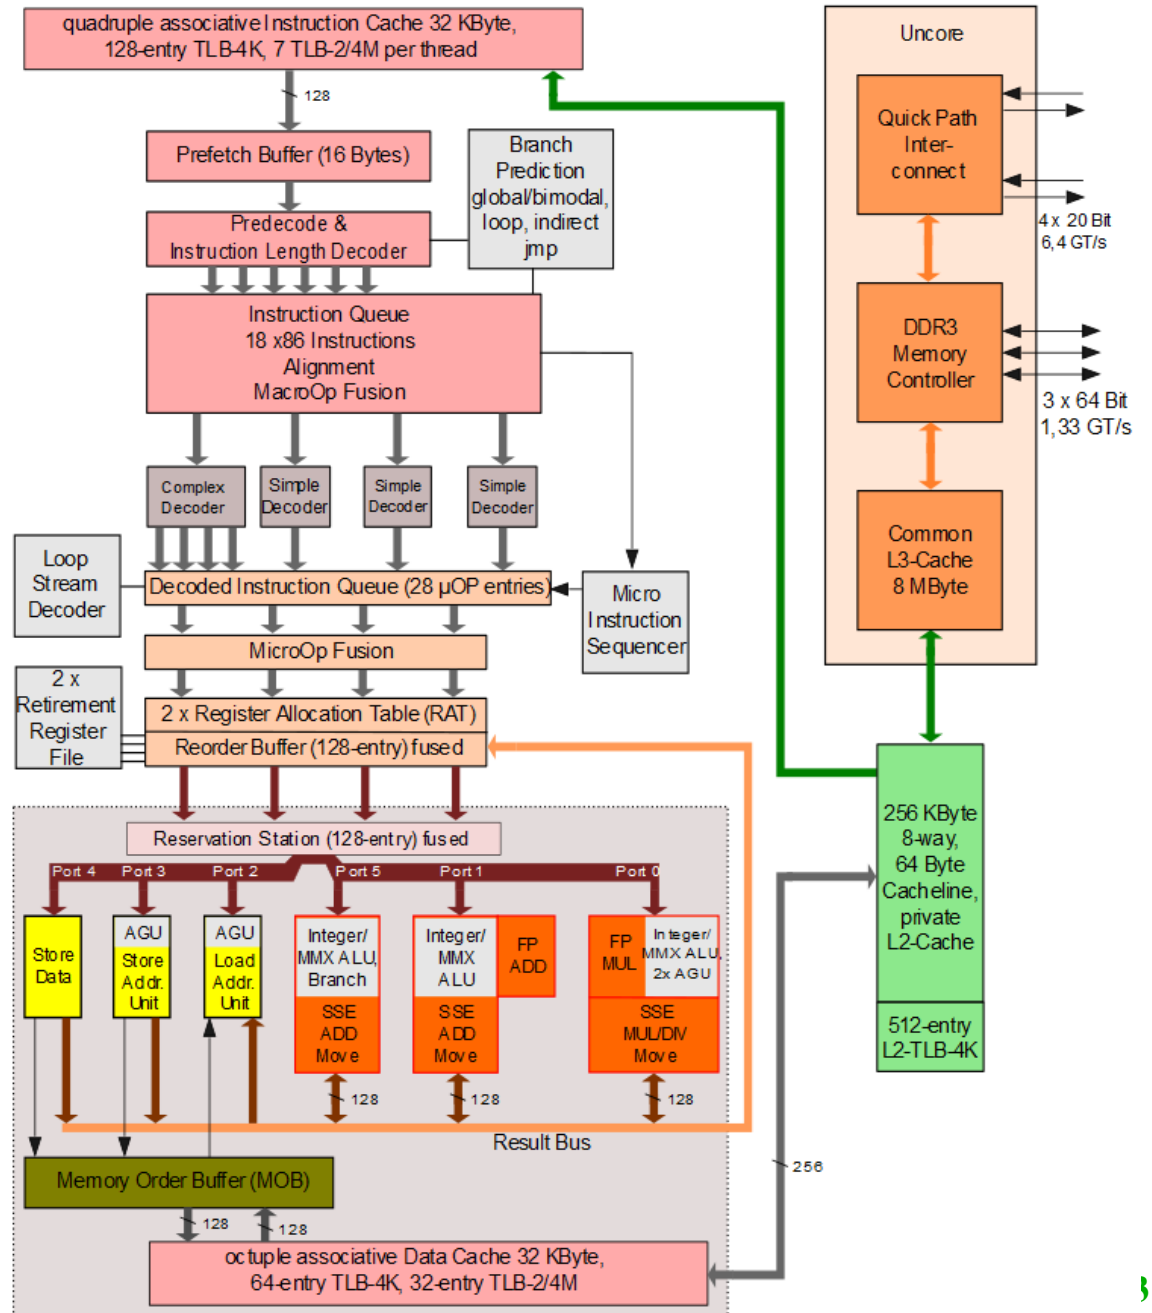 quadruple associative Instruction Cache 32 KByte,
128-entry TLB-4K, 7 TLB-2/4M per thread
128
Prefetch Buffer (16 Bytes)
Predecode &
Instruction Length Decoder
Branch
Prediction
global/bimodal,
loop, indirect
jmp
Instruction Queue
18 x86 Instructions
Alignment
MacroOp Fusion
Complex
Decoder
Simple
Decoder
Simple
Decoder
Simple
Decoder
Loop
Stream
Decoder
Decoded Instruction Queue (28 µOP entries)
Micro
Instruction
Sequencer
MicroOp Fusion
2 x
Retirement
Register
File
2 x Register Allocation Table (RAT)
Reorder Buffer (128-entry) fused
Reservation Station (128-entry) fused
Port 4
Port 3
Port 2
Port 5
Port 1
Port 0
Store
Data
AGU
Store
Addr.
Unit
AGU
Load
Addr.
Unit
Integer/
MMX ALU,
Branch
SSE
ADD
Move
Integer/
MMX
ALU
FP
ADD
SSE
ADD
Move
FP
MUL
Integer/
MMX ALU,
2x AGU
SSE
MUL/DIV
Move
128
128
128
Result Bus
Memory Order Buffer (MOB)
128
128
octuple associative Data Cache 32 KByte,
64-entry TLB-4K, 32-entry TLB-2/4M
256
Uncore
Quick Path
Inter-
connect
4 x 20 Bit
6,4 GT/s
DDR3
Memory
Controller
3 x 64 Bit
1,33 GT/s
Common
L3-Cache
8 MByte
256 KByte
8-way,
64 Byte
Cacheline,
private
L2-Cache
512-entry
L2-TLB-4K